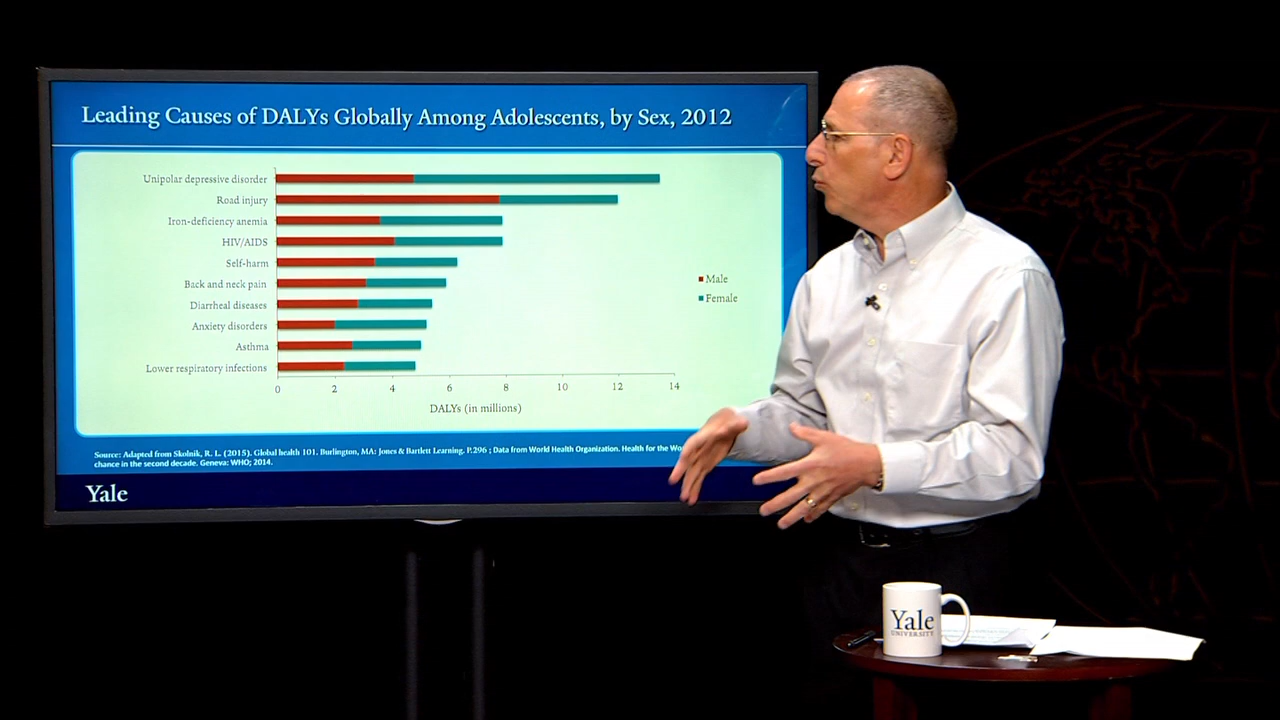 Leading Causes of DALYs Globally Among Adolescents, by Sex, 2012
Unipolar depressive disorder
Road injury
Iron-deficiency anemia
HIV/AIDS
Self-harm
Back and neck pain
Diarrheal diseases
Anxiety disorders
Asthma
Lower respiratory infections
Male
Female
0 2 4 6 8 10 12 14
DALYs (in millions)
Source: Adapted from Skolnik, R. L. (2015). Global health 101. Burlington, MA: Jones & Bartlett Learning. P.296 ; Data from World Health Organization. Health for the
chance in the second decade. Geneva: WHO; 2014.
Yale
Yale
UNIVERSITY